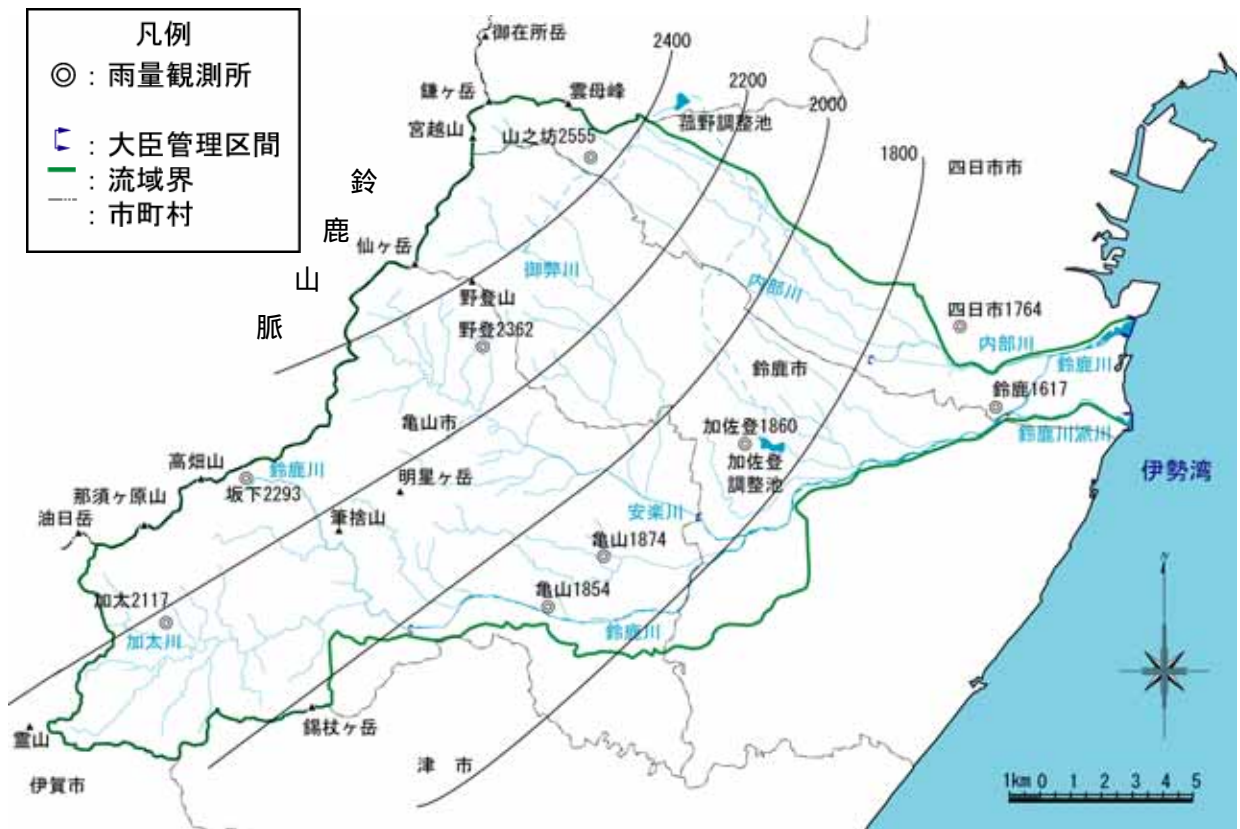 凡例
◎：雨量観測所
：大臣管理区間
：流域界
：市町村
御在所岳
2400
鎌ヶ岳
雲母峰
2200
菰野調整池
2000
宮越山
山之坊2555
1800
四日市市
鈴鹿山脈
仙ヶ岳
御幣川
内部川
野登山
野登2362
四日市1764
内部川
鈴鹿川
鈴鹿市
鈴鹿1617
亀山市
加佐登1860
鈴鹿川派川
加佐登
調整池
高畑山
鈴鹿川
坂下2293
明星ヶ岳
伊勢湾
那須ヶ原山
油日岳
筆捨山
安楽川
亀山1874
亀山1854
加太2117
加太川
鈴鹿川
錫杖ヶ岳
霊山
伊賀市
津市
N
1km 0 1 2 3 4 5